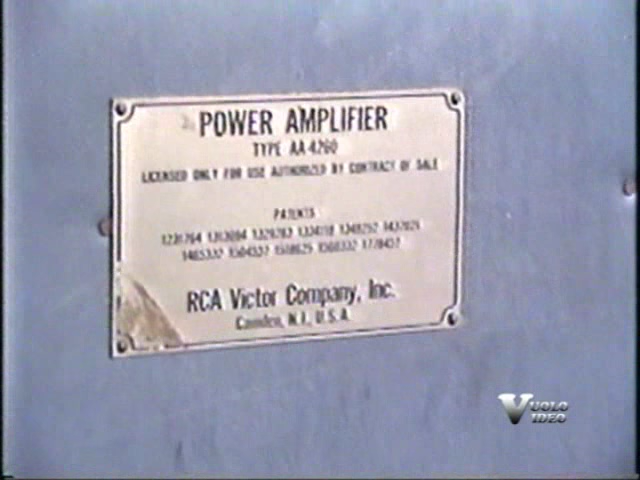 POWER AMPLIFIER
TYPE AA-4260
LICENSED ONLY FOR USE AUTHORIZED BY CONTRACT OF SALE
PATENTS
RCA Victor Company, Inc.
Camden, N.J., U.S.A.
VUOLO
VIDEO